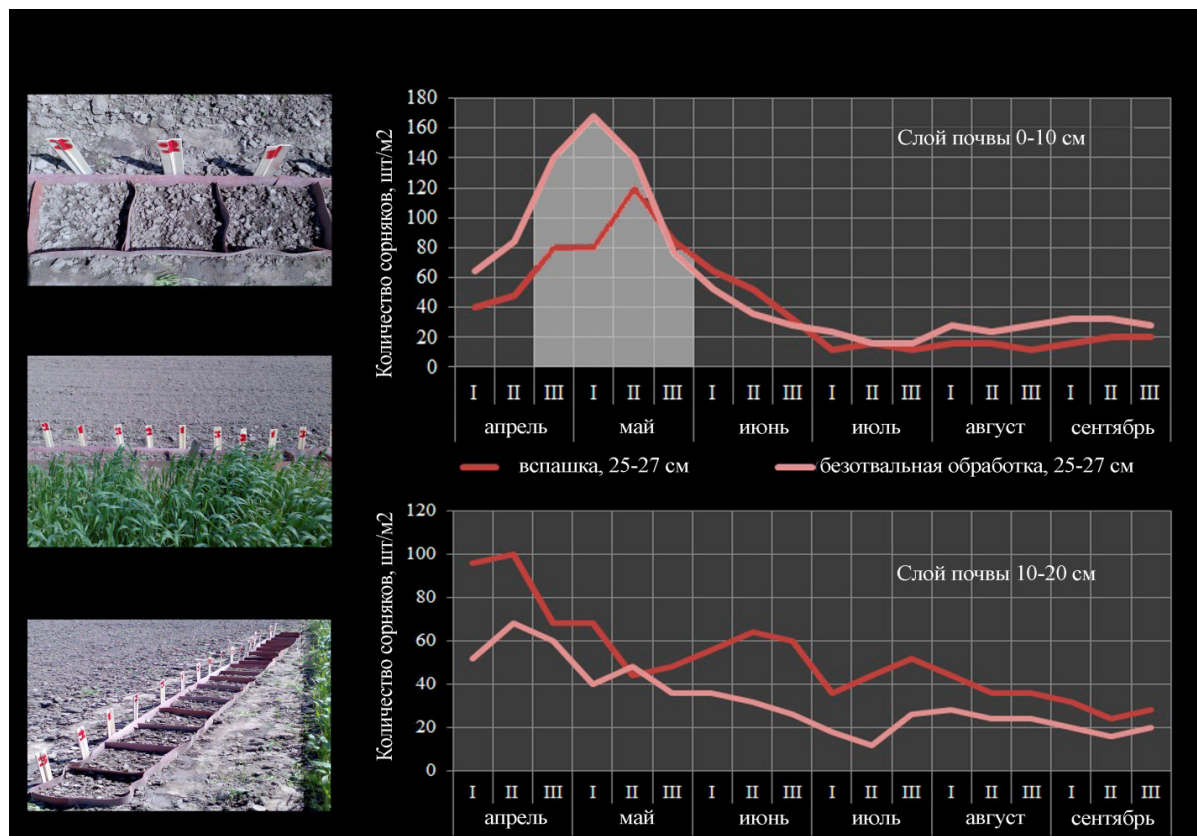 Количество сорняков, шт/м2
180
160
140
120
100
80
60
40
20
0
Слой почвы 0-10 см
I II III I II III I II III I II III I II III I II III
апрель май июнь июль август сентябрь
вспашка, 25-27 см безотвальная обработка, 25-27 см
Количество сорняков, шт/м2
120
100
80
60
40
20
0
Слой почвы 10-20 см
I II III I II III I II III I II III I II III I II III
апрель май июнь июль август сентябрь